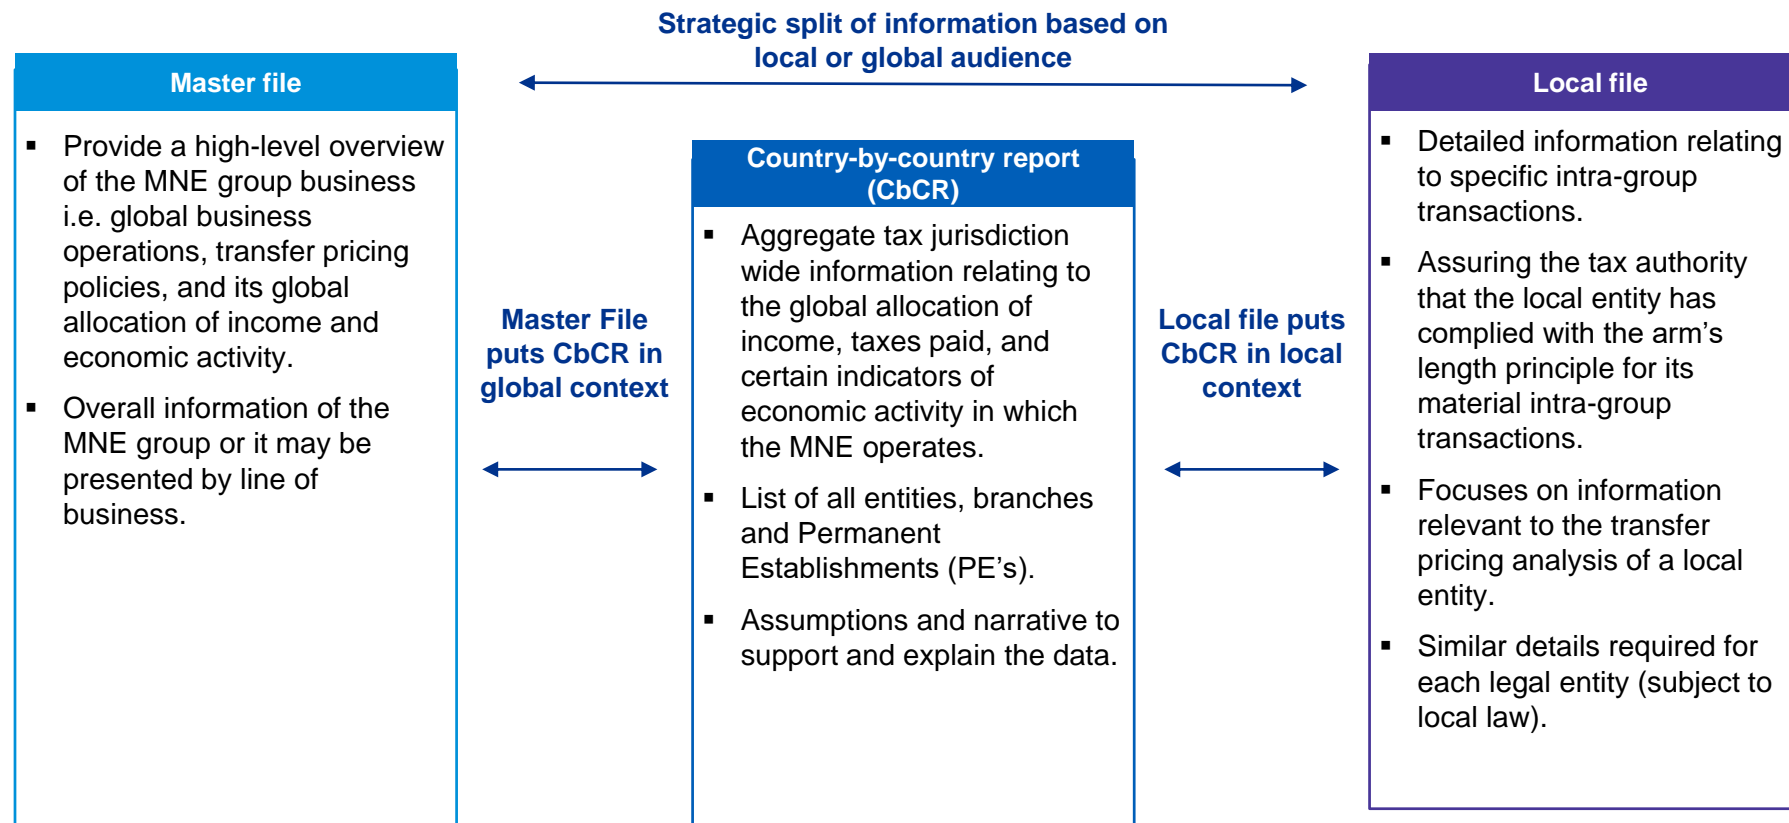 Strategic split of information based on
local or global audience
Master file
▪ Provide a high-level overview
of the MNE group business
i.e. global business
operations, transfer pricing
policies, and its global
allocation of income and
economic activity.
▪ Overall information of the
MNE group or it may be
presented by line of
business.
Master File
puts CbCR in
global context
Country-by-country report
(CbCR)
▪ Aggregate tax jurisdiction
wide information relating to
the global allocation of
income, taxes paid, and
certain indicators of
economic activity in which
the MNE operates.
▪ List of all entities, branches
and Permanent
Establishments (PE’s).
▪ Assumptions and narrative to
support and explain the data.
Local file puts
CbCR in local
context
Local file
▪ Detailed information relating
to specific intra-group
transactions.
▪ Assuring the tax authority
that the local entity has
complied with the arm’s
length principle for its
material intra-group
transactions.
▪ Focuses on information
relevant to the transfer
pricing analysis of a local
entity.
▪ Similar details required for
each legal entity (subject to
local law).